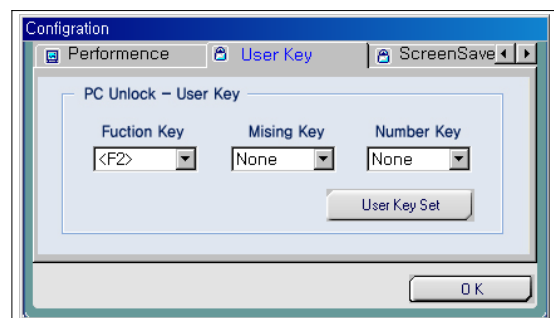 Configration
Performence User Key ScreenSave
PC Unlock - User Key
Fuction Key Mising Key Number Key
<F2> None None
User Key Set
OK